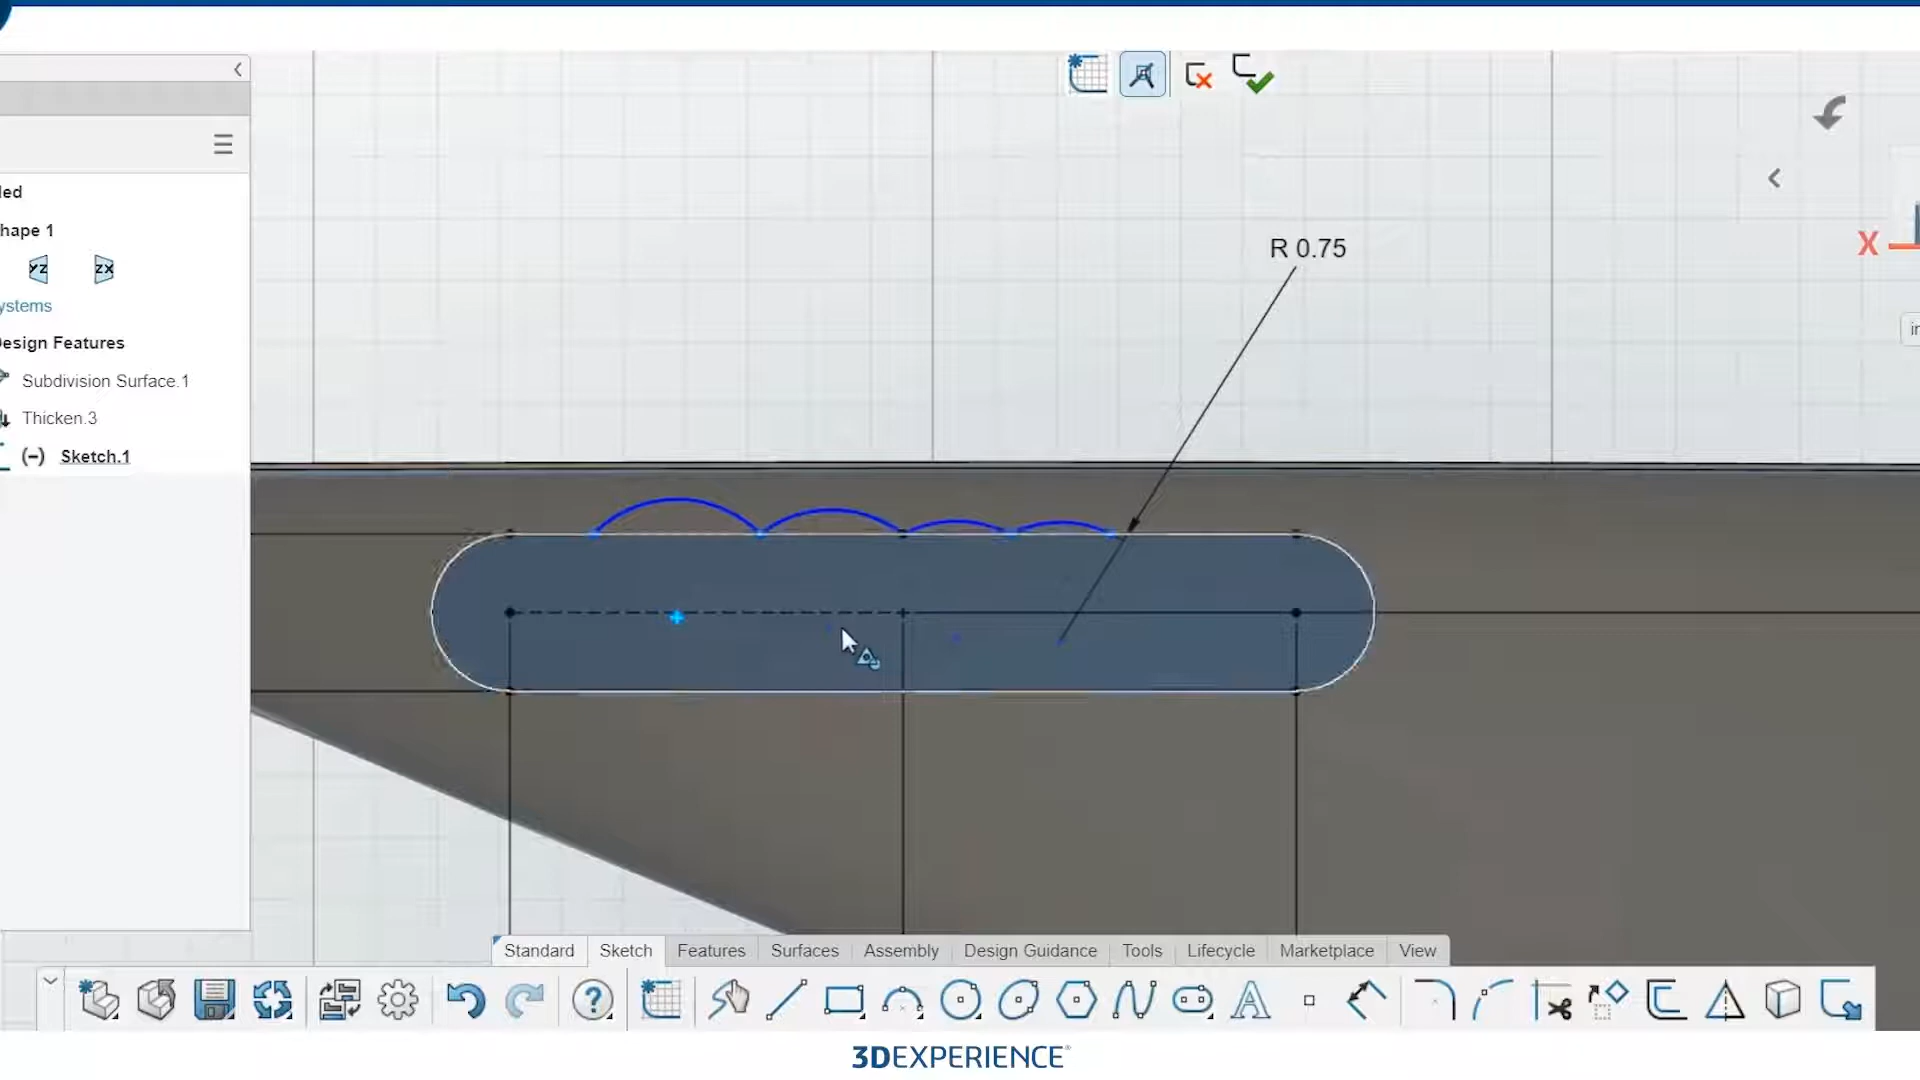 led
hape 1
YZ
ZX
ystems
esign Features
Subdivision Surface.1
Thicken.3
(-) Sketch.1
R 0.75
X
in
Standard Sketch Features Surfaces Assembly Design Guidance Tools Lifecycle Marketplace View
3DEXPERIENCE®